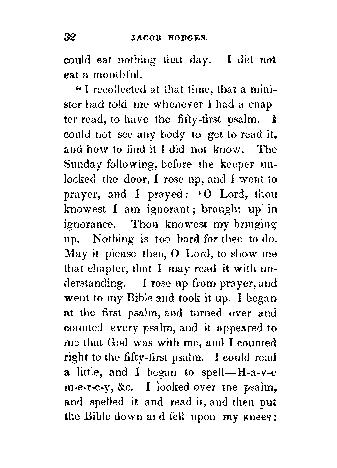 32 JACOB HODGES.
could eat nothing that day. I did not
eat a mouthful.
“I recollected at that time, that a mini-
ster had told me whenever I had a chap
ter read, to have the fifty-first psalm. I
could not see any body to get to read it,
and how to find it I did not know. The
Sunday following, before the keeper un-
locked the door, I rose up, and I went to
prayer, and I prayed: ‘O Lord, thou
knowest I am ignorant; brought up in
ignorance. Thou knowest my bringing
up. Nothing is too hard for thee to do.
May it please thee, O Lord, to show me
that chapter, that I may read it with un-
derstanding. I rose up from prayer, and
went to my Bible and took it up. I began
at the first psalm, and turned over and
counted every psalm, and it appeared to
me that God was with me, and I counted
right to the fifty-first psalm. I could read
a little, and I began to spell—H-a-v-e
m-e-r-c-y, &c. I looked over the psalm,
and spelled it and read it, and then put
the Bible down and fell upon my knees: